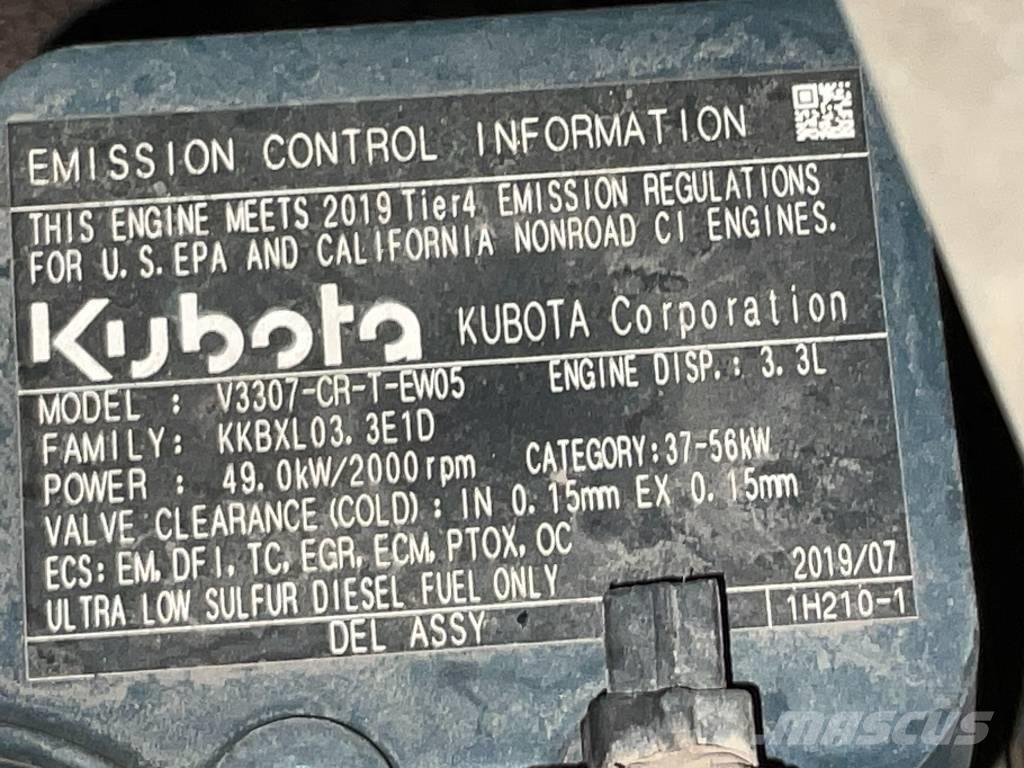 EMISSION CONTROL INFORMATION
THIS ENGINE MEETS 2019 Tier4 EMISSION REGULATIONS
FOR U.S.EPA AND CALIFORNIA NONROAD CI ENGINES.
Kubota KUBOTA Corporation
MODEL : V3307-CR-T-EW05 ENGINE DISP.: 3.3L
FAMILY: KKBXL03.3E1D
POWER : 49.0kW/2000rpm CATEGORY:37-56kW
VALVE CLEARANCE(COLD): IN 0.15mm EX 0.15mm
ECS: EM, DFI, TC, EGR, ECM, PTOX, OC
ULTRA LOW SULFUR DIESEL FUEL ONLY 2019/07
DEL ASSY 1H210-1
MASCUS